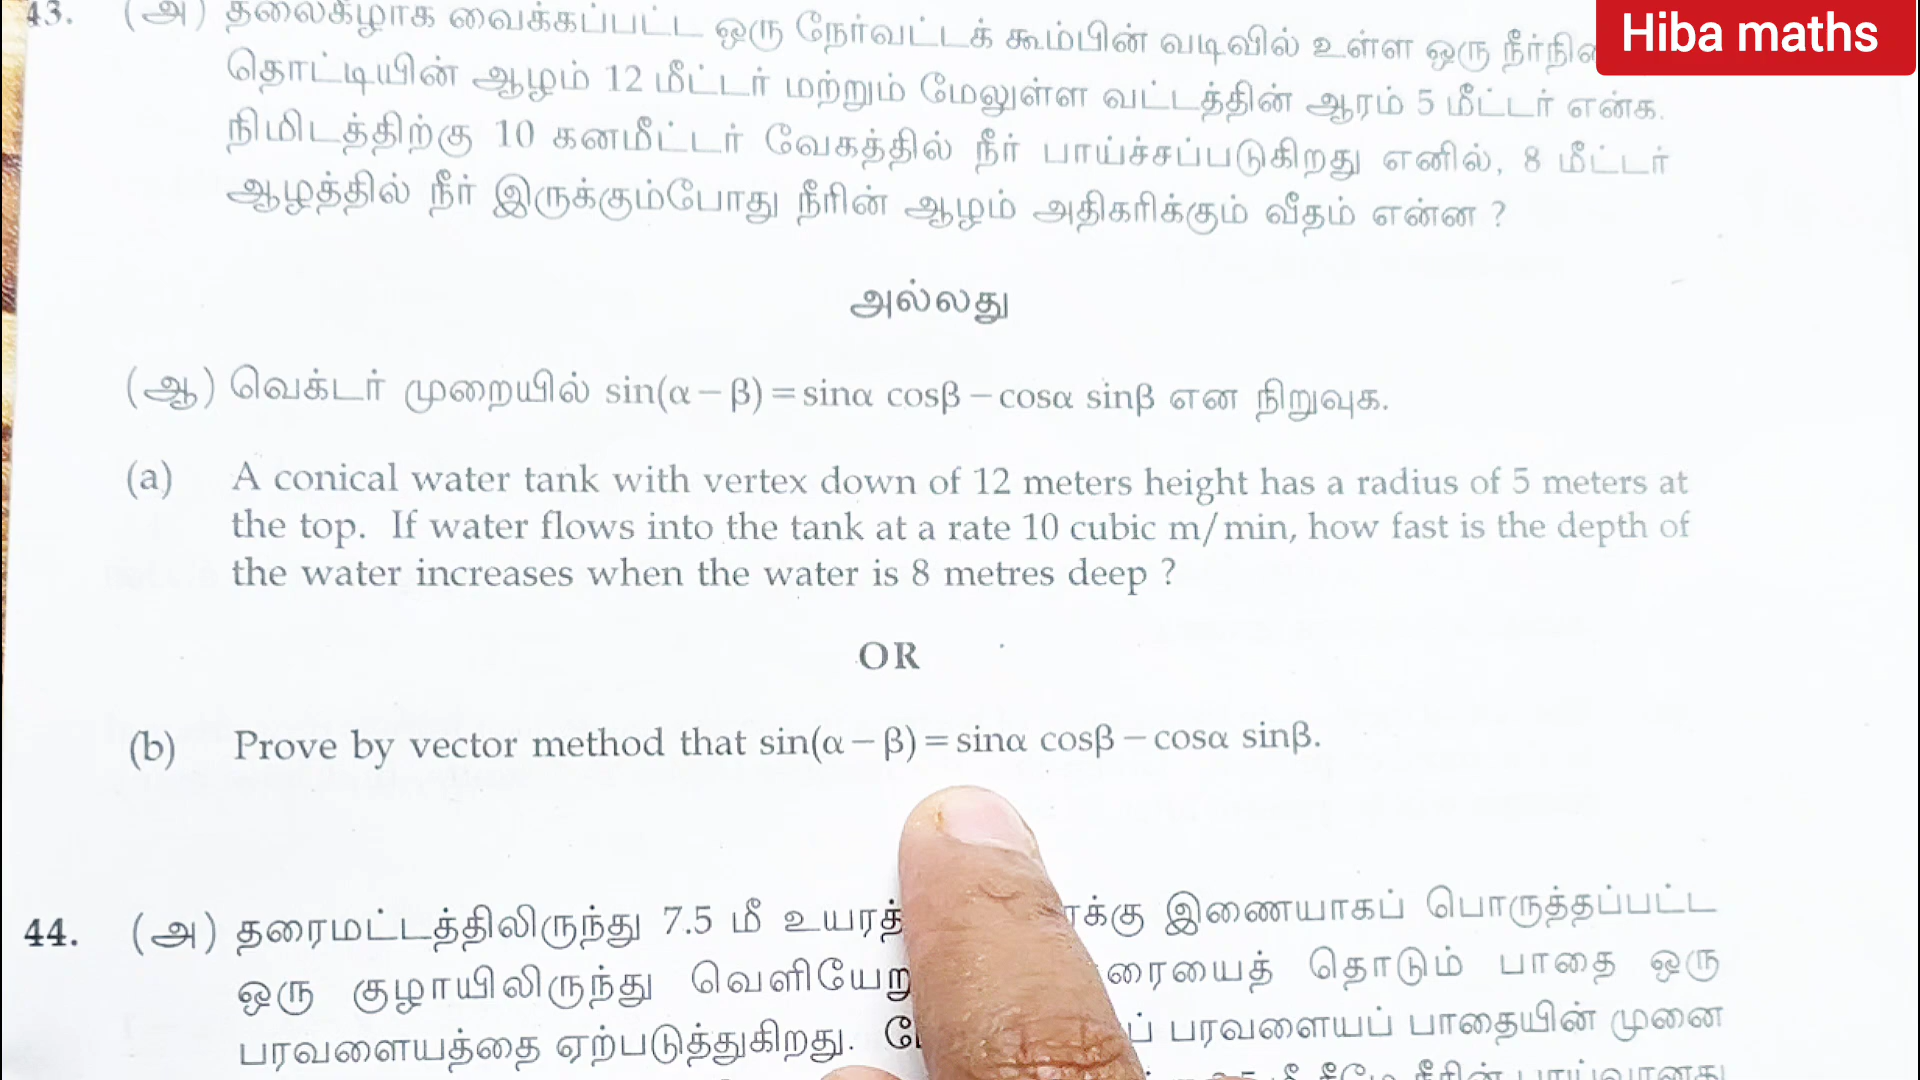 Hiba maths
43. (அ) தலைகீழாக வைக்கப்பட்ட ஒரு நேர்வட்டக் கூம்பின் வடிவில் உள்ள ஒரு
தொட்டியின் ஆழம் 12 மீட்டர் மற்றும் மேலுள்ள வட்டத்தின் ஆரம் 5 மீட்டர் என்க.
நிமிடத்திற்கு 10 கனமீட்டர் வேகத்தில் நீர் பாய்ச்சப்படுகிறது எனில், 8 மீட்டர்
ஆழத்தில் நீர் இருக்கும்போது நீரின் ஆழம் அதிகரிக்கும் வீதம் என்ன ?
அல்லது
(ஆ) வெக்டர் முறையில் sin(α – β) = sinα cosβ – cosα sinβ என நிறுவுக.
(a) A conical water tank with vertex down of 12 meters height has a radius of 5 meters at
the top. If water flows into the tank at a rate 10 cubic m/min, how fast is the depth of
the water increases when the water is 8 metres deep ?
OR
(b) Prove by vector method that sin(α – β) = sinα cosβ – cosα sinβ.
44. (அ) தரைமட்டத்திலிருந்து 7.5 மீ இணையாகப் பொருத்தப்பட்ட
ஒரு குழாயிலிருந்து தொடும் பாதை ஒரு
பரவளையத்தை ஏற்படுத்துகிறது. பரவளையப் பாதையின் முனை